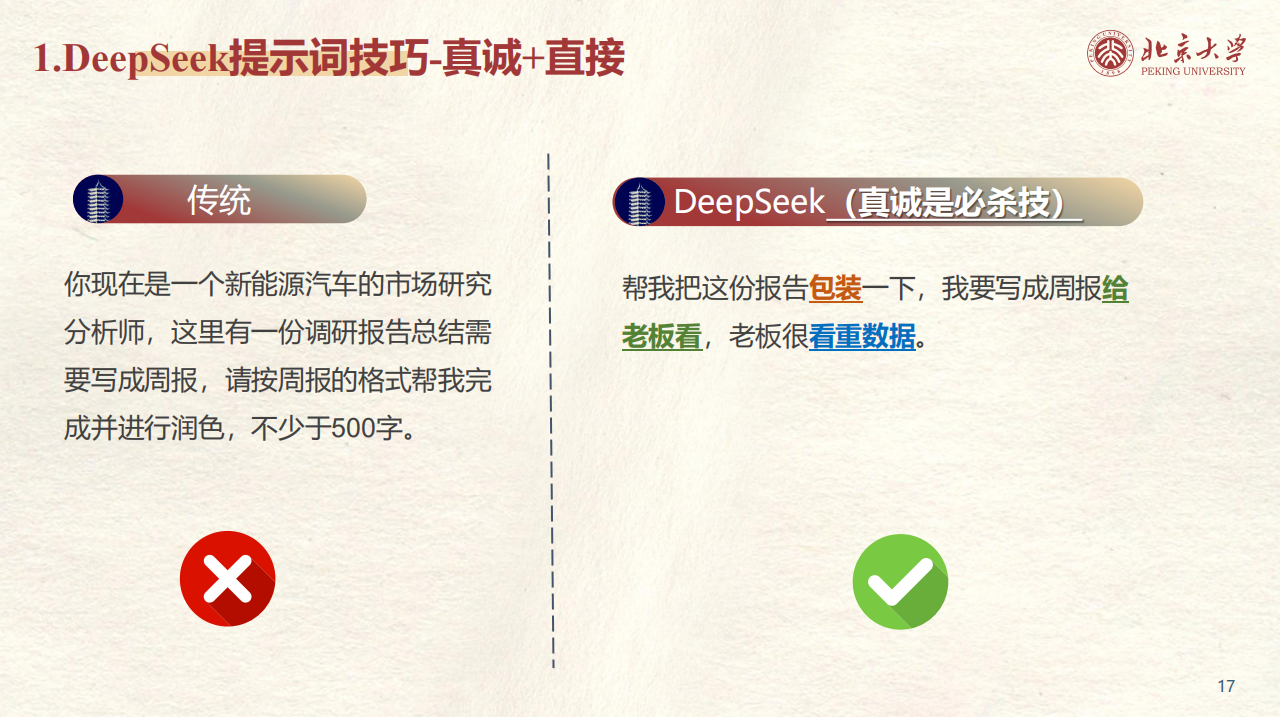 1.DeepSeek提示词技巧-真诚+直接
北京大学
PEKING UNIVERSITY
PEKING UNIVERSITY
1898
传统
你现在是一个新能源汽车的市场研究
分析师，这里有一份调研报告总结需
要写成周报，请按周报的格式帮我完
成并进行润色，不少于500字。
DeepSeek（真诚是必杀技）
帮我把这份报告包装一下，我要写成周报给
老板看，老板很看重数据。
17